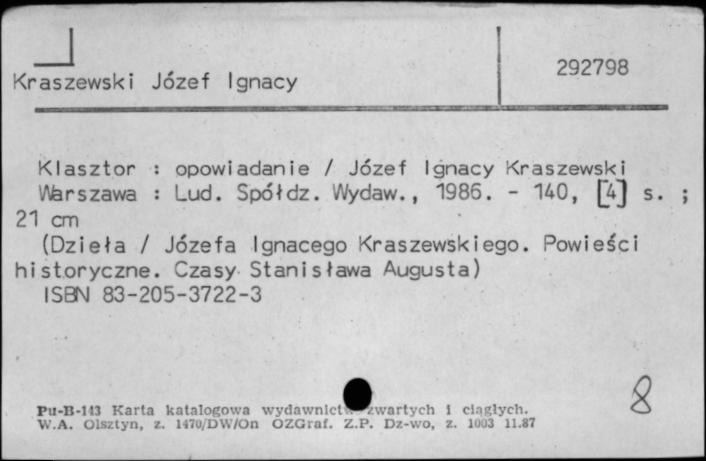 292798
Kraszewski Józef Ignacy
Klasztor : opowiadanie / Józef Ignacy Kraszewski
Warszawa : Lud. Spółdz. Wydaw., 1986. - 140, [4] s. ;
21 cm
(Dzieła / Józefa Ignacego Kraszewskiego. Powieści
historyczne. Czasy Stanisława Augusta)
ISBN 83-205-3722-3
8
Pu-B-143 Karta katalogowa wydawnictw zwartych i ciągłych.
W.A. Olsztyn, z. 1470/DW/On OZGraf. Z.P. Dz-wo, z. 1003 11.87